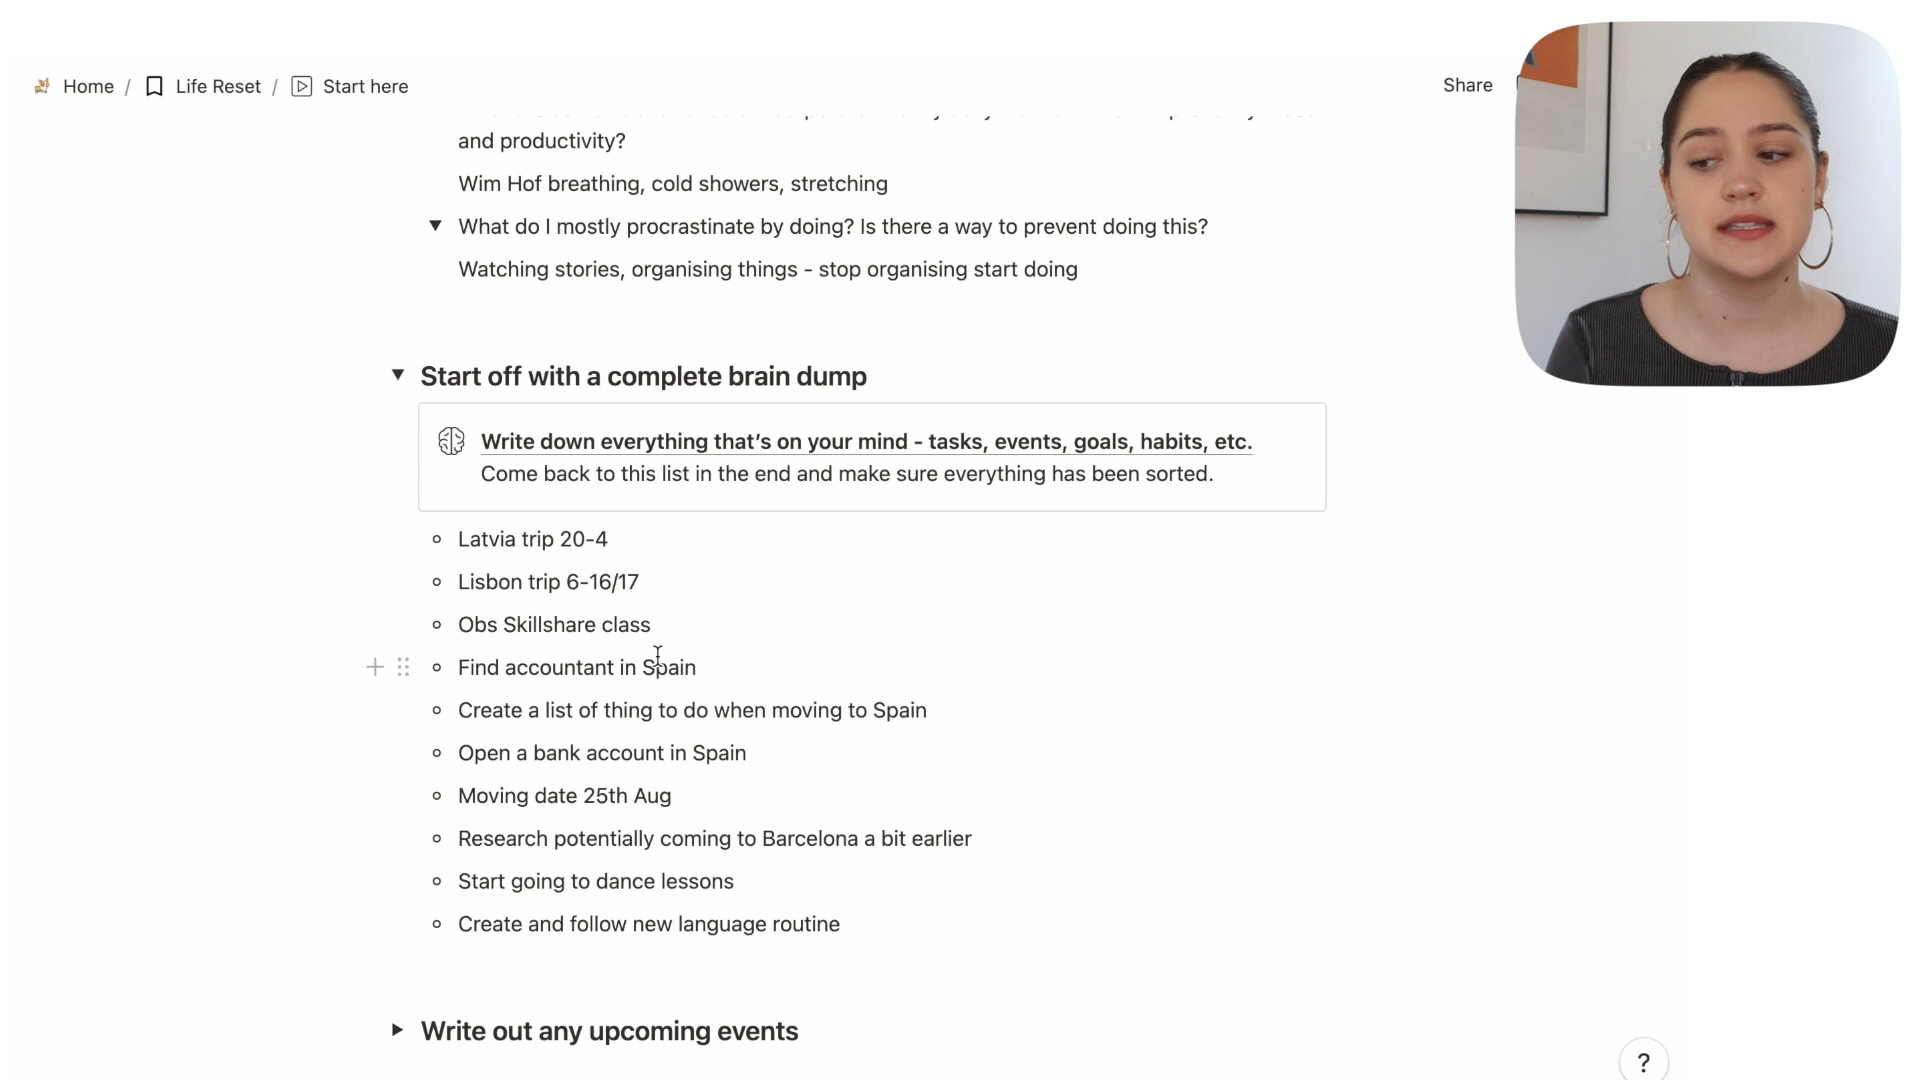 Home / Life Reset / Start here
Share
and productivity?
Wim Hof breathing, cold showers, stretching
What do I mostly procrastinate by doing? Is there a way to prevent doing this?
Watching stories, organising things - stop organising start doing
Start off with a complete brain dump
Write down everything that's on your mind - tasks, events, goals, habits, etc.
Come back to this list in the end and make sure everything has been sorted.
Latvia trip 20-4
Lisbon trip 6-16/17
Obs Skillshare class
Find accountant in Spain
Create a list of thing to do when moving to Spain
Open a bank account in Spain
Moving date 25th Aug
Research potentially coming to Barcelona a bit earlier
Start going to dance lessons
Create and follow new language routine
Write out any upcoming events
?